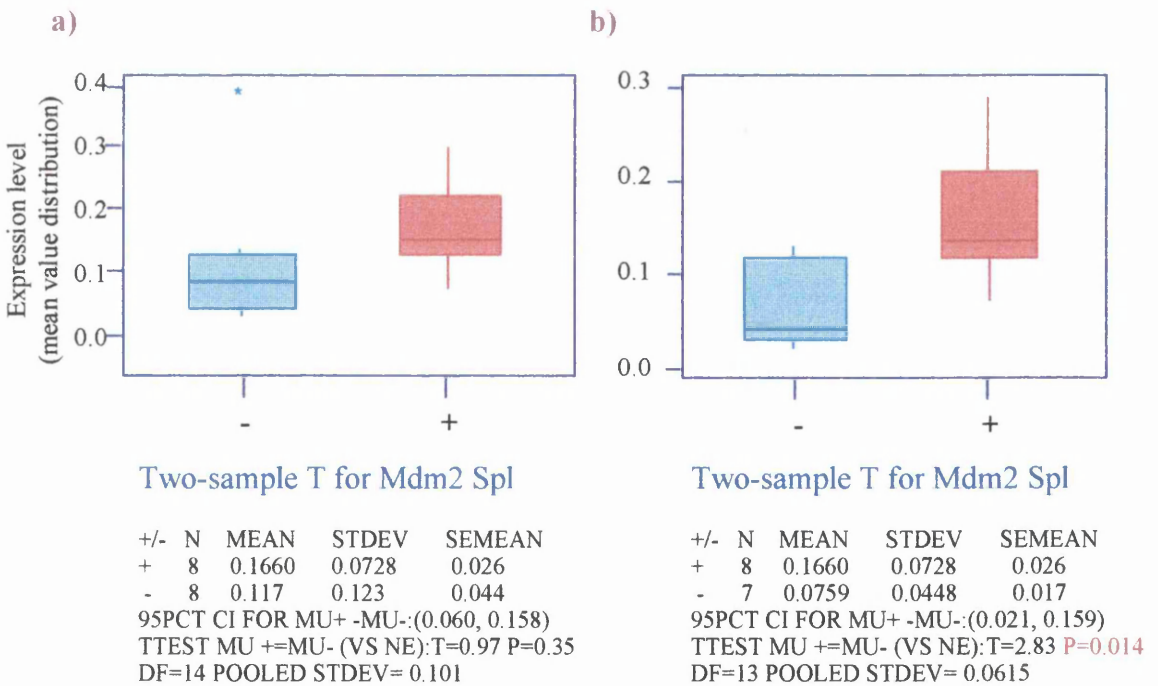 a)
Expression level
(mean value distribution)
0.4
0.3
0.2
0.1
0.0
- +
Two-sample T for Mdm2 Spl
+/- N MEAN STDEV SEMEAN
+ 8 0.1660 0.0728 0.026
- 8 0.117 0.123 0.044
95PCT CI FOR MU+ -MU-:(0.060, 0.158)
TTEST MU +=MU- (VS NE):T=0.97 P=0.35
DF=14 POOLED STDEV= 0.101
b)
0.3
0.2
0.1
0.0
- +
Two-sample T for Mdm2 Spl
+/- N MEAN STDEV SEMEAN
+ 8 0.1660 0.0728 0.026
- 7 0.0759 0.0448 0.017
95PCT CI FOR MU+ -MU-:(0.021, 0.159)
TTEST MU +=MU- (VS NE):T=2.83 P=0.014
DF=13 POOLED STDEV= 0.0615